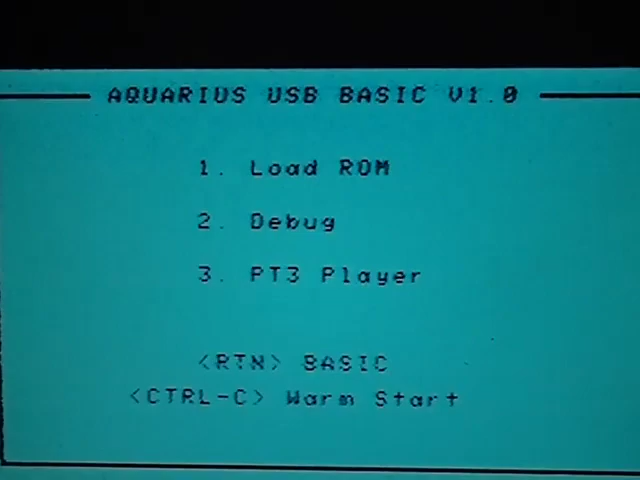 AQUARIUS USB BASIC V1.0
1. Load ROM
2. Debug
3. PT3 Player
<RTN> BASIC
<CTRL-C> Warm Start